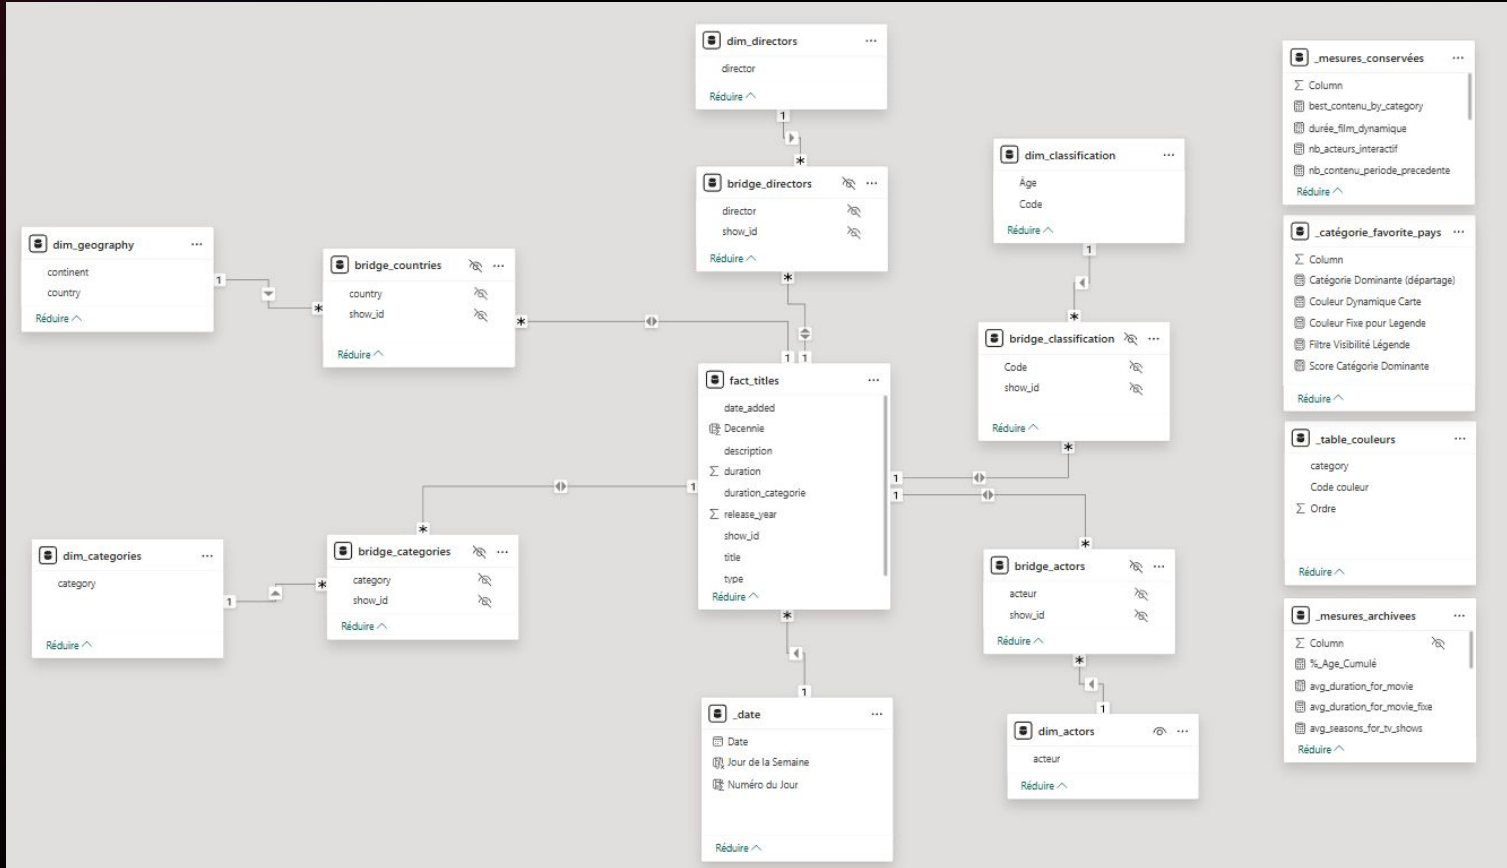 dim_directors
director
Réduire
1
*
bridge_directors
director
show_id
Réduire
*
dim_classification
Âge
Code
Réduire
1
*
bridge_classification
Code
show_id
Réduire
*
dim_geography
continent
country
Réduire
1
*
bridge_countries
country
show_id
Réduire
*
1 1
fact_titles
date_added
Decennie
description
duration
duration_categorie
release_year
show_id
title
type
Réduire
1
1
1
*
dim_categories
category
Réduire
1
*
bridge_categories
category
show_id
Réduire
*
*
bridge_actors
acteur
show_id
Réduire
*
1
dim_actors
acteur
Réduire
1
_date
Date
Jour de la Semaine
Numéro du Jour
Réduire
_mesures_conservées
Column
best_contenu_by_category
durée_film_dynamique
nb_acteurs_interactif
nb_contenu_periode_precedente
Réduire
_catégorie_favorite_pays
Column
Catégorie Dominante (départage)
Couleur Dynamique Carte
Couleur Fixe pour Legende
Filtre Visibilité Légende
Score Catégorie Dominante
Réduire
_table_couleurs
category
Code couleur
Ordre
Réduire
_mesures_archivees
Column
%_Age_Cumulé
avg_duration_for_movie
avg_duration_for_movie_fixe
avg_seasons_for_tv_shows
Réduire